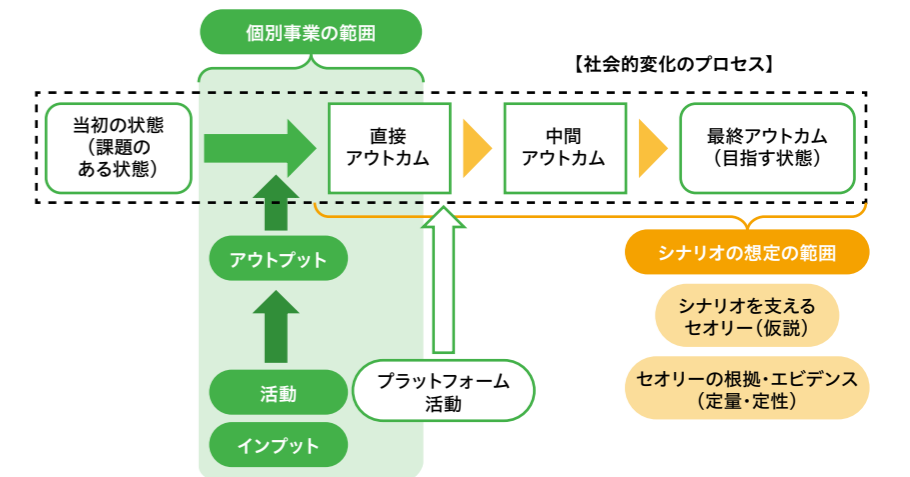 個別事業の範囲
【社会的変化のプロセス】
当初の状態
（課題の
ある状態）
直接
アウトカム
中間
アウトカム
最終アウトカム
（目指す状態）
アウトプット
シナリオの想定の範囲
シナリオを支える
セオリー（仮説）
プラットフォーム
活動
セオリーの根拠・エビデンス
（定量・定性）
活動
インプット